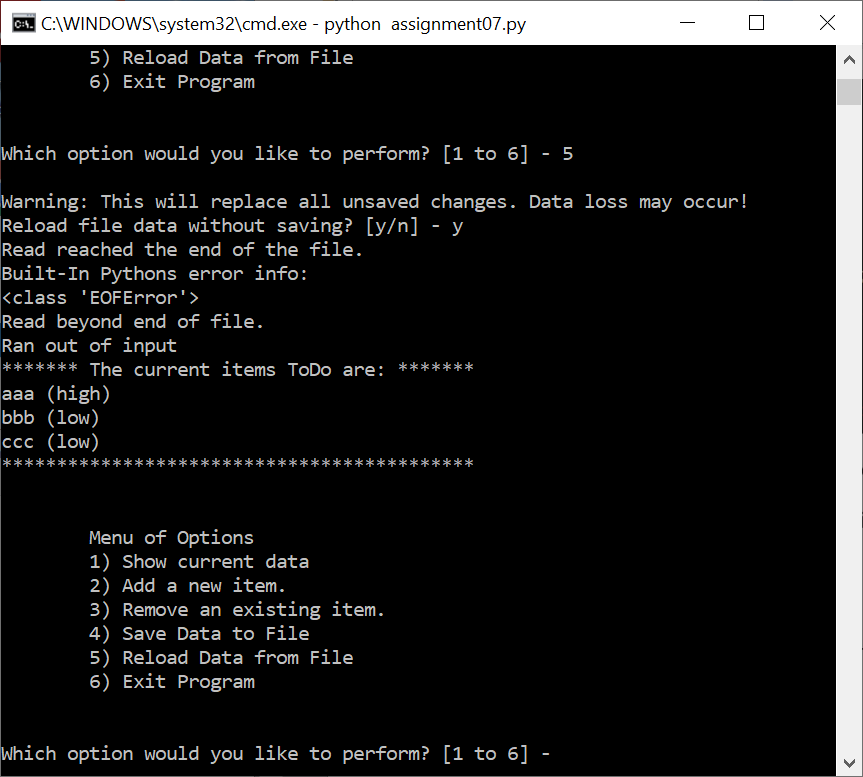 C:\WINDOWS\system32\cmd.exe - python  assignment07.py
5) Reload Data from File
6) Exit Program
Which option would you like to perform? [1 to 6] - 5
Warning: This will replace all unsaved changes. Data loss may occur!
Reload file data without saving? [y/n] - y
Read reached the end of the file.
Built-In Pythons error info:
<class 'EOFError'>
Read beyond end of file.
Ran out of input
******* The current items ToDo are: *******
aaa (high)
bbb (low)
ccc (low)
*******************************************
Menu of Options
1) Show current data
2) Add a new item.
3) Remove an existing item.
4) Save Data to File
5) Reload Data from File
6) Exit Program
Which option would you like to perform? [1 to 6] -